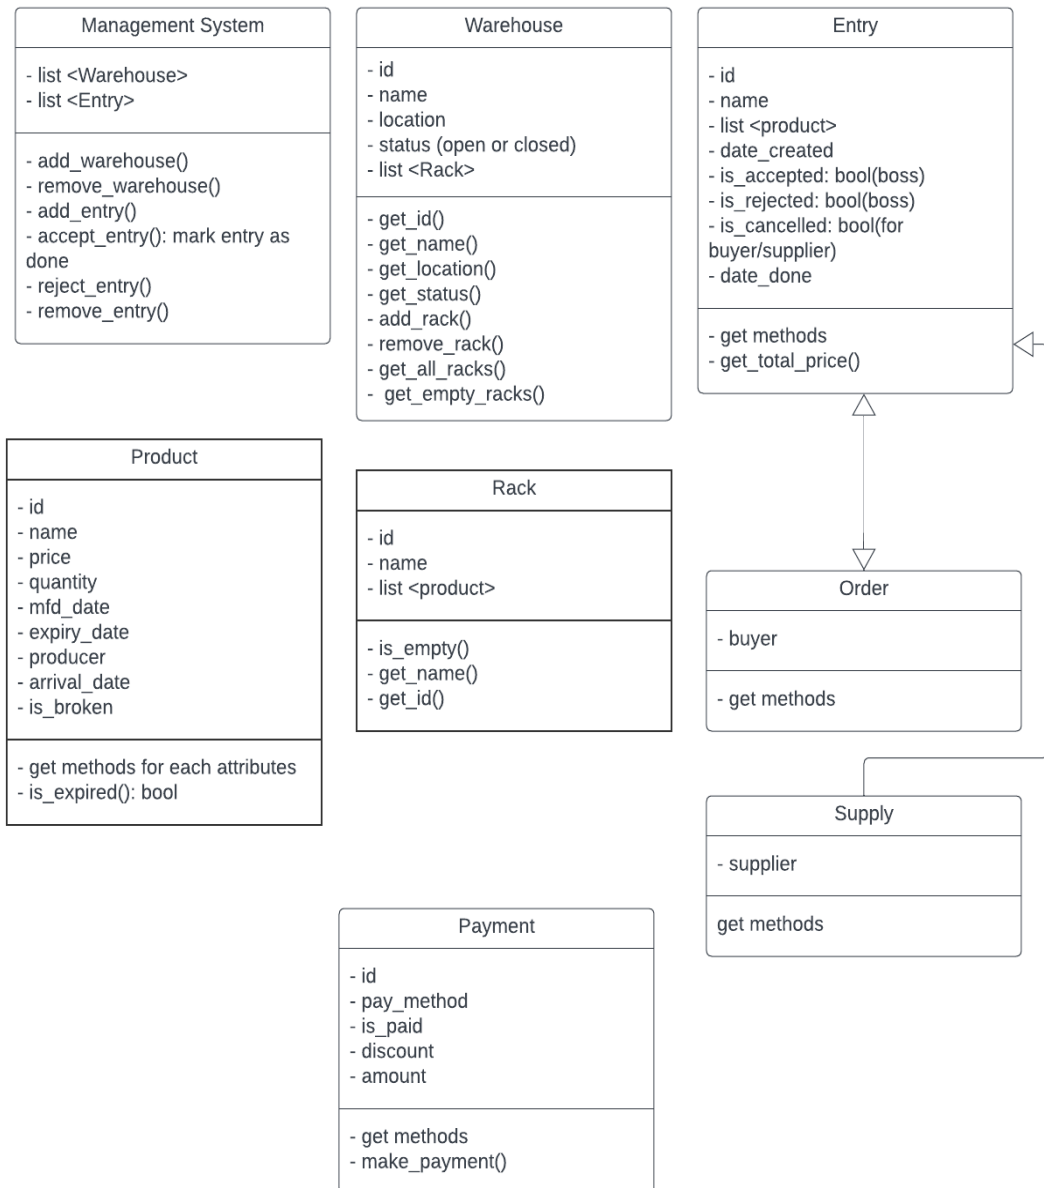 Management System
- list <Warehouse>
- list <Entry>
- add_warehouse()
- remove_warehouse()
- add_entry()
- accept_entry(): mark entry as
done
- reject_entry()
- remove_entry()
Warehouse
- id
- name
- location
- status (open or closed)
- list <Rack>
- get_id()
- get_name()
- get_location()
- get_status()
- add_rack()
- remove_rack()
- get_all_racks()
- get_empty_racks()
Entry
- id
- name
- list <product>
- date_created
- is_accepted: bool(boss)
- is_rejected: bool(boss)
- is_cancelled: bool(for
buyer/supplier)
- date_done
- get methods
- get_total_price()
Product
- id
- name
- price
- quantity
- mfd_date
- expiry_date
- producer
- arrival_date
- is_broken
- get methods for each attributes
- is_expired(): bool
Rack
- id
- name
- list <product>
- is_empty()
- get_name()
- get_id()
Order
- buyer
- get methods
Supply
- supplier
get methods
Payment
- id
- pay_method
- is_paid
- discount
- amount
- get methods
- make_payment()